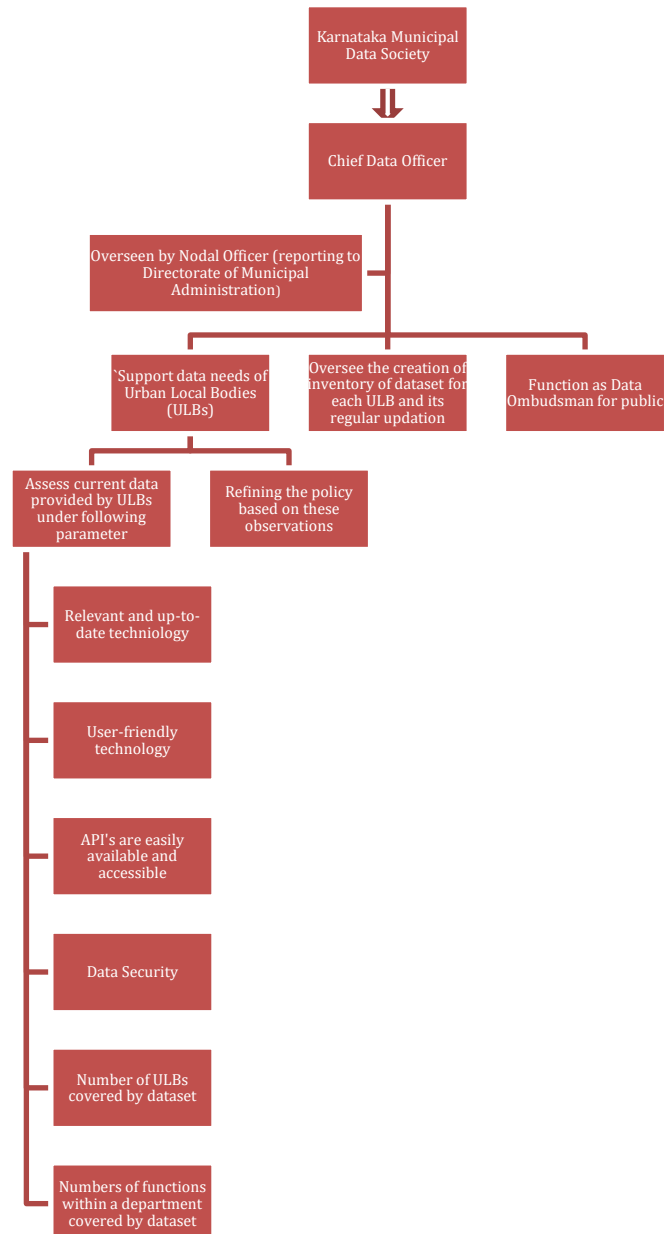 Karnataka Municipal
Data Society
Chief Data Officer
Overseen by Nodal Officer (reporting to
Directorate of Municipal
Administration)
`Support data needs of
Urban Local Bodies
(ULBs)
Oversee the creation of
inventory of dataset for
each ULB and its
regular updation
Function as Data
Ombudsman for public
Assess current data
provided by ULBs
under following
parameter
Refining the policy
based on these
observations
Relevant and up-to-
date techniology
User-friendly
technology
API's are easily
available and
accessible
Data Security
Number of ULBs
covered by dataset
Numbers of functions
within a department
covered by dataset